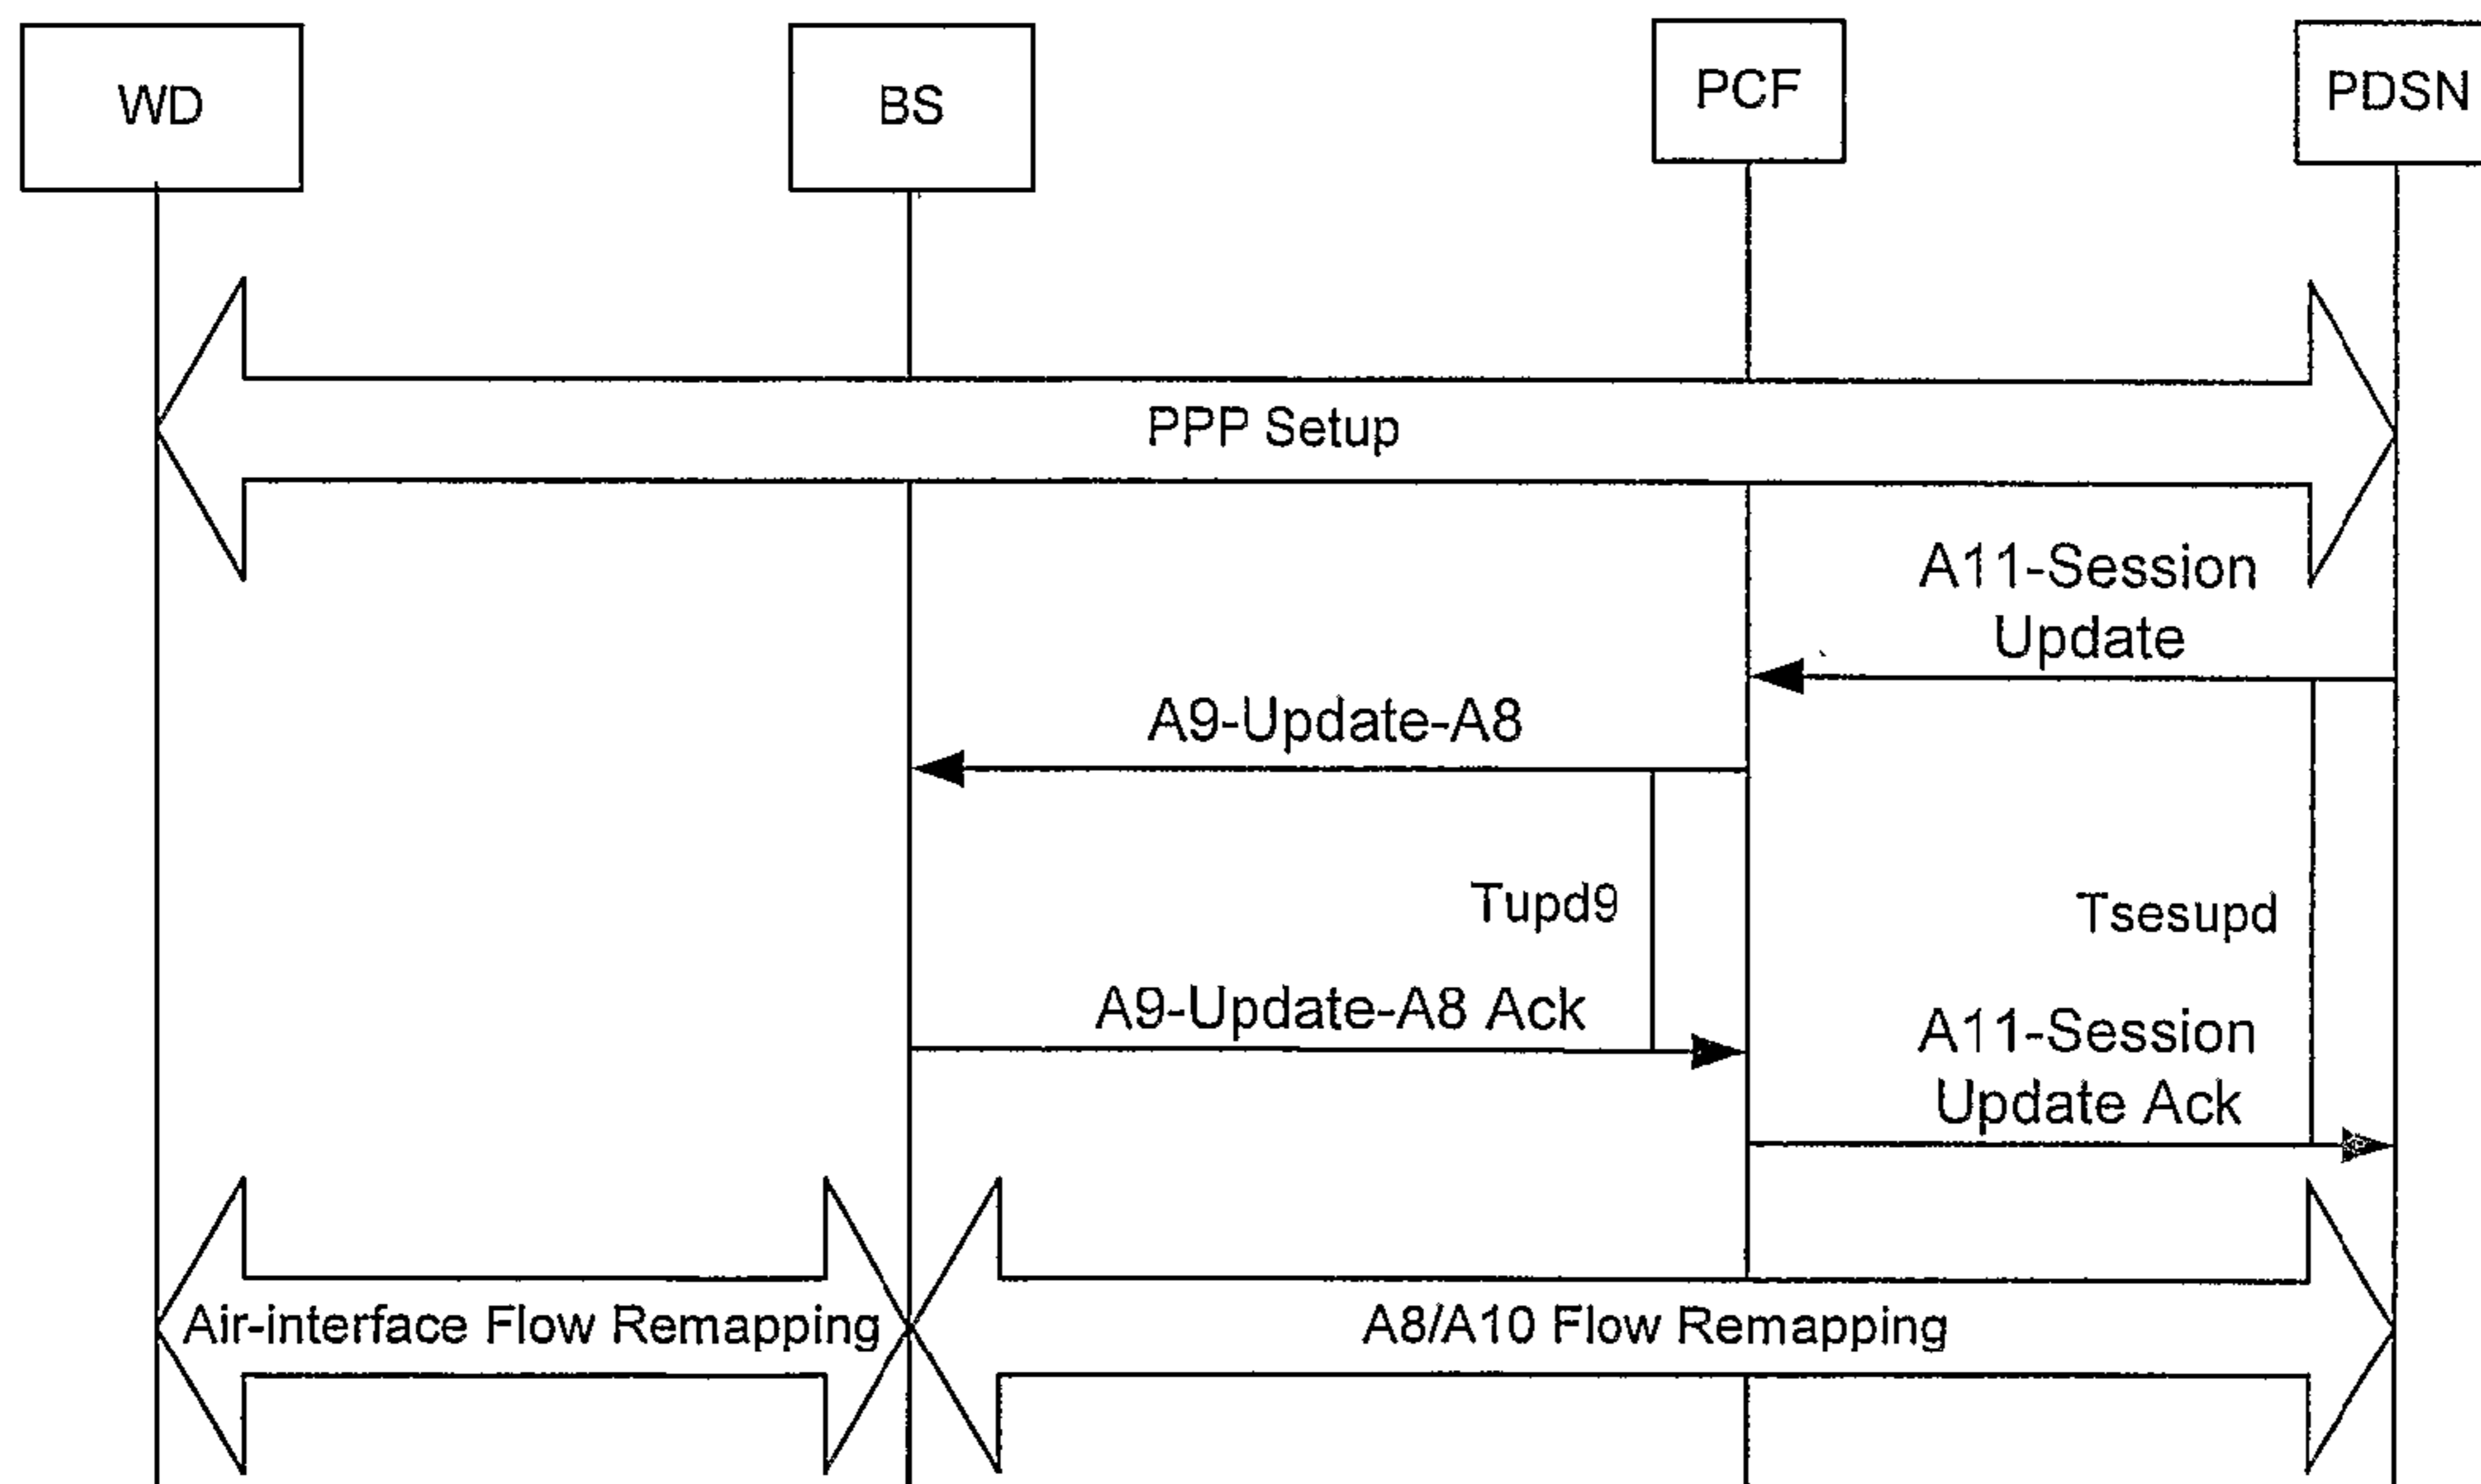 WD
BS
PCF
PDSN
PPP Setup
A11-Session
Update
A9-Update-A8
Tupd9
Tsesupd
A9-Update-A8 Ack
A11-Session
Update Ack
Air-interface Flow Remapping
A8/A10 Flow Remapping